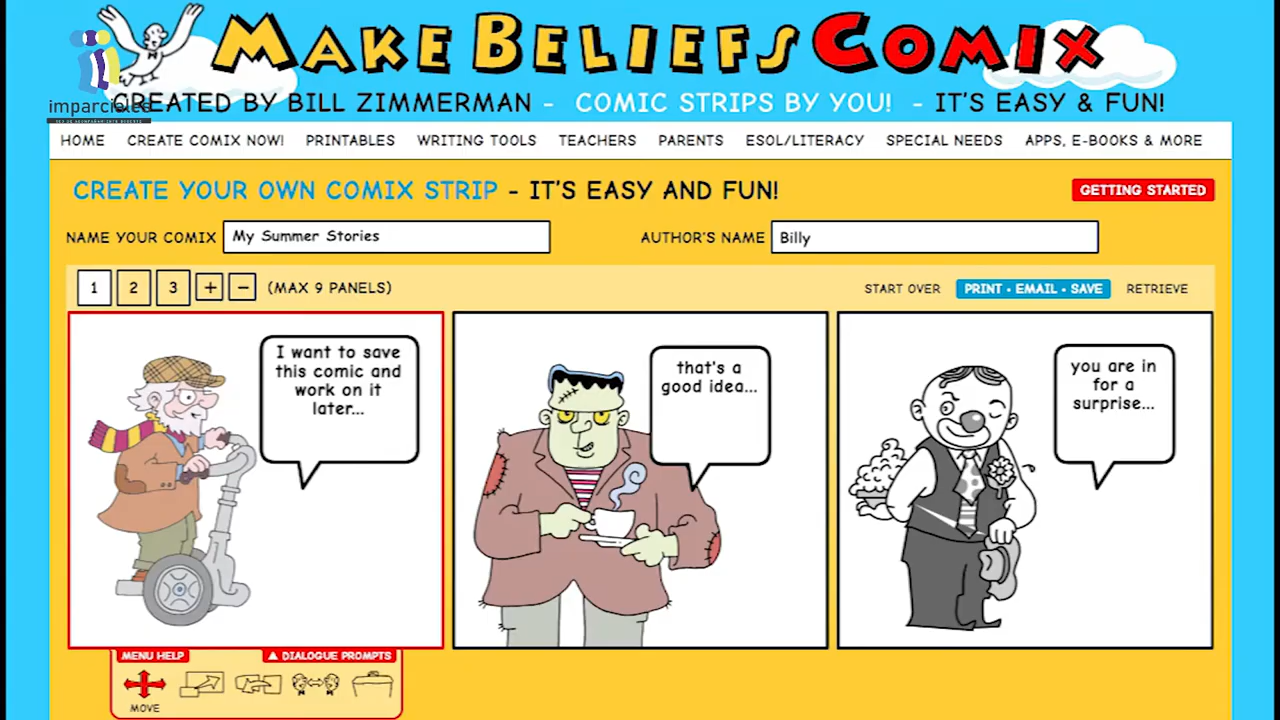 MAKE BELIEFS COMIX
imparciales
CREATED BY BILL ZIMMERMAN - COMIC STRIPS BY YOU! - IT'S EASY & FUN!
HOME CREATE COMIX NOW! PRINTABLES WRITING TOOLS TEACHERS PARENTS ESOL/LITERACY SPECIAL NEEDS APPS, E-BOOKS & MORE
CREATE YOUR OWN COMIX STRIP - IT'S EASY AND FUN!
GETTING STARTED
NAME YOUR COMIX My Summer Stories AUTHOR'S NAME Billy
1 2 3 + − (MAX 9 PANELS) START OVER PRINT • EMAIL • SAVE RETRIEVE
I want to save
this comic and
work on it
later...
that's a
good idea...
you are in
for a
surprise...
MENU HELP ▲ DIALOGUE PROMPTS
MOVE